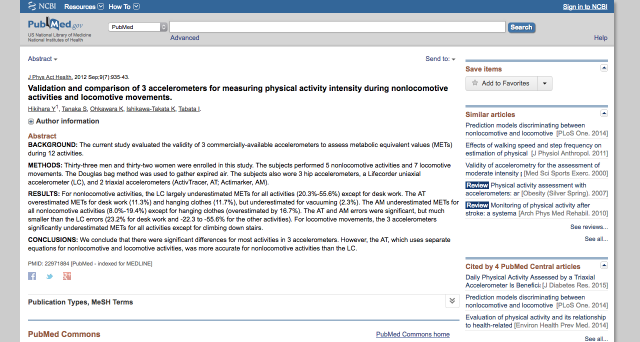 NCBI Resources How To Sign in to NCBI
PubMed.gov
US National Library of Medicine
National Institutes of Health
PubMed Search
Advanced Help
Abstract Send to:
J Phys Act Health. 2012 Sep;9(7):935-43.
Validation and comparison of 3 accelerometers for measuring physical activity intensity during nonlocomotive
activities and locomotive movements.
Hikihara Y1, Tanaka S, Ohkawara K, Ishikawa-Takata K, Tabata I.
Author information
Abstract
BACKGROUND: The current study evaluated the validity of 3 commercially-available accelerometers to assess metabolic equivalent values (METs)
during 12 activities.
METHODS: Thirty-three men and thirty-two women were enrolled in this study. The subjects performed 5 nonlocomotive activities and 7 locomotive
movements. The Douglas bag method was used to gather expired air. The subjects also wore 3 hip accelerometers, a Lifecorder uniaxial
accelerometer (LC), and 2 triaxial accelerometers (ActivTracer, AT; Actimarker, AM).
RESULTS: For nonlocomotive activities, the LC largely underestimated METs for all activities (20.3%-55.6%) except for desk work. The AT
overestimated METs for desk work (11.3%) and hanging clothes (11.7%), but underestimated for vacuuming (2.3%). The AM underestimated METs for
all nonlocomotive activities (8.0%-19.4%) except for hanging clothes (overestimated by 16.7%). The AT and AM errors were significant, but much
smaller than the LC errors (23.2% for desk work and -22.3 to -55.6% for the other activities). For locomotive movements, the 3 accelerometers
significantly underestimated METs for all activities except for climbing down stairs.
CONCLUSIONS: We conclude that there were significant differences for most activities in 3 accelerometers. However, the AT, which uses separate
equations for nonlocomotive and locomotive activities, was more accurate for nonlocomotive activities than the LC.
PMID: 22971884 [PubMed - indexed for MEDLINE]
Publication Types, MeSH Terms
PubMed Commons PubMed Commons home
Save items
Add to Favorites
Similar articles
Prediction models discriminating between
nonlocomotive and locomotive [PLoS One. 2014]
Effects of walking speed and step frequency on
estimation of physical [J Physiol Anthropol. 2011]
Validity of accelerometry for the assessment of
moderate intensity [Med Sci Sports Exerc. 2000]
Review Physical activity assessment with
accelerometers: ar [Obesity (Silver Spring). 2007]
Review Monitoring of physical activity after
stroke: a systema [Arch Phys Med Rehabil. 2010]
See reviews...
See all...
Cited by 4 PubMed Central articles
Daily Physical Activity Assessed by a Triaxial
Accelerometer Is Benefici [J Diabetes Res. 2015]
Prediction models discriminating between
nonlocomotive and locomotive [PLoS One. 2014]
Evaluation of physical activity and its relationship
to health-related [Environ Health Prev Med. 2014]
See all...